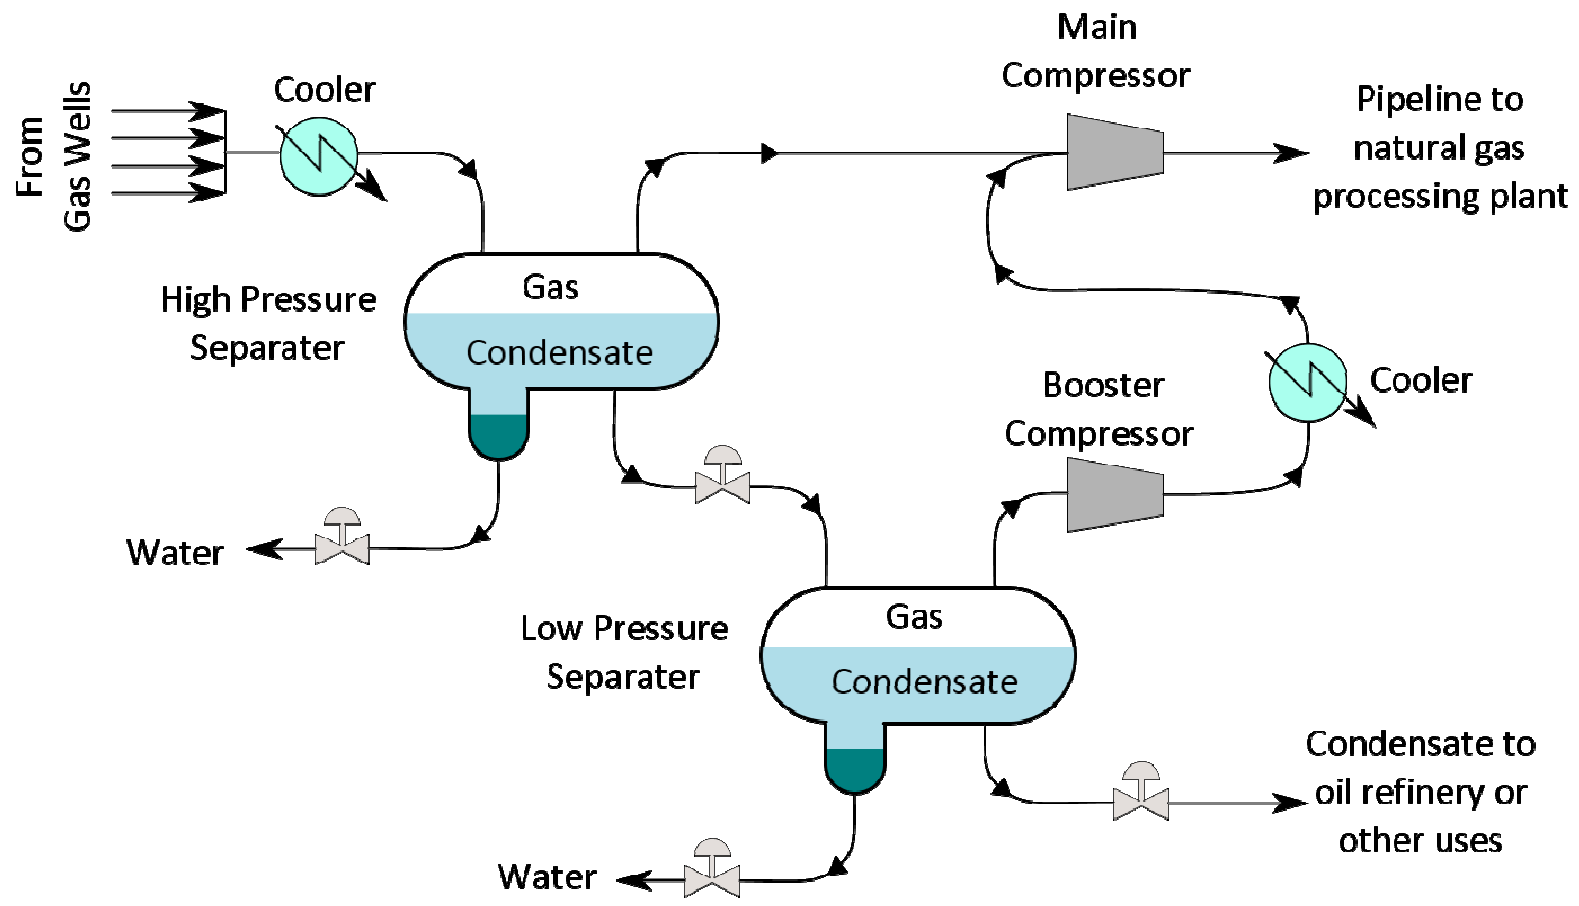 Main
Compressor
Cooler
From
Gas Wells
Pipeline to
natural gas
processing plant
High Pressure
Separater
Gas
Condensate
Booster
Compressor
Cooler
Water
Low Pressure
Separater
Gas
Condensate
Condensate to
oil refinery or
other uses
Water